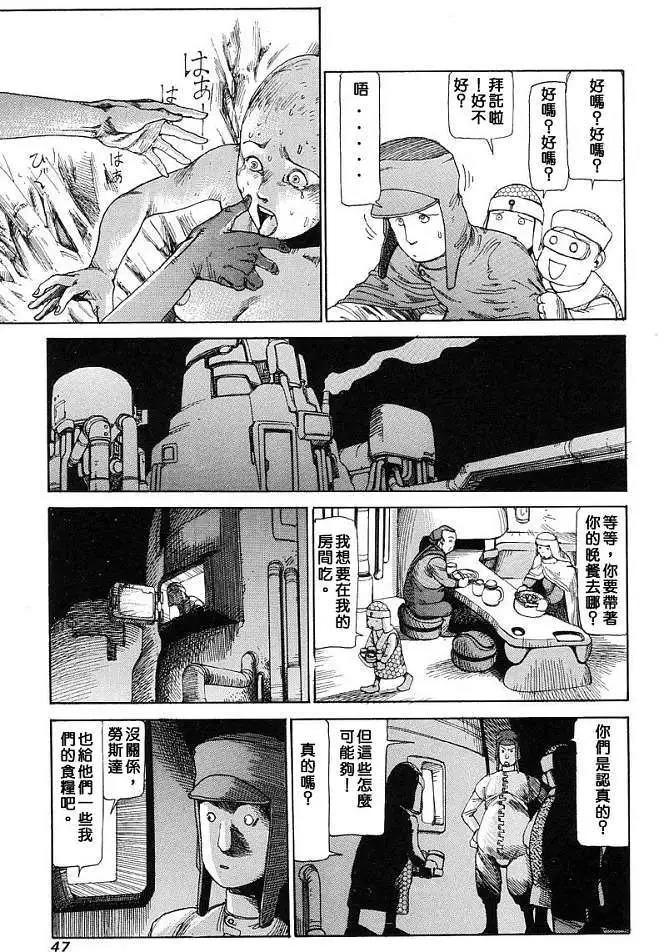 好嗎？好嗎？
好嗎？好嗎？
拜託啦
！好不
好？
唔．．．．．
はあ
は
はぁ
ひ
等等，你要帶著
你的晚餐去哪？
我想要在我的
房間吃。
你們是認真的？
但這些怎麼
可能夠！
真的嗎？
沒關係，
勞斯達
也給他們一些我
們的食糧吧。
47